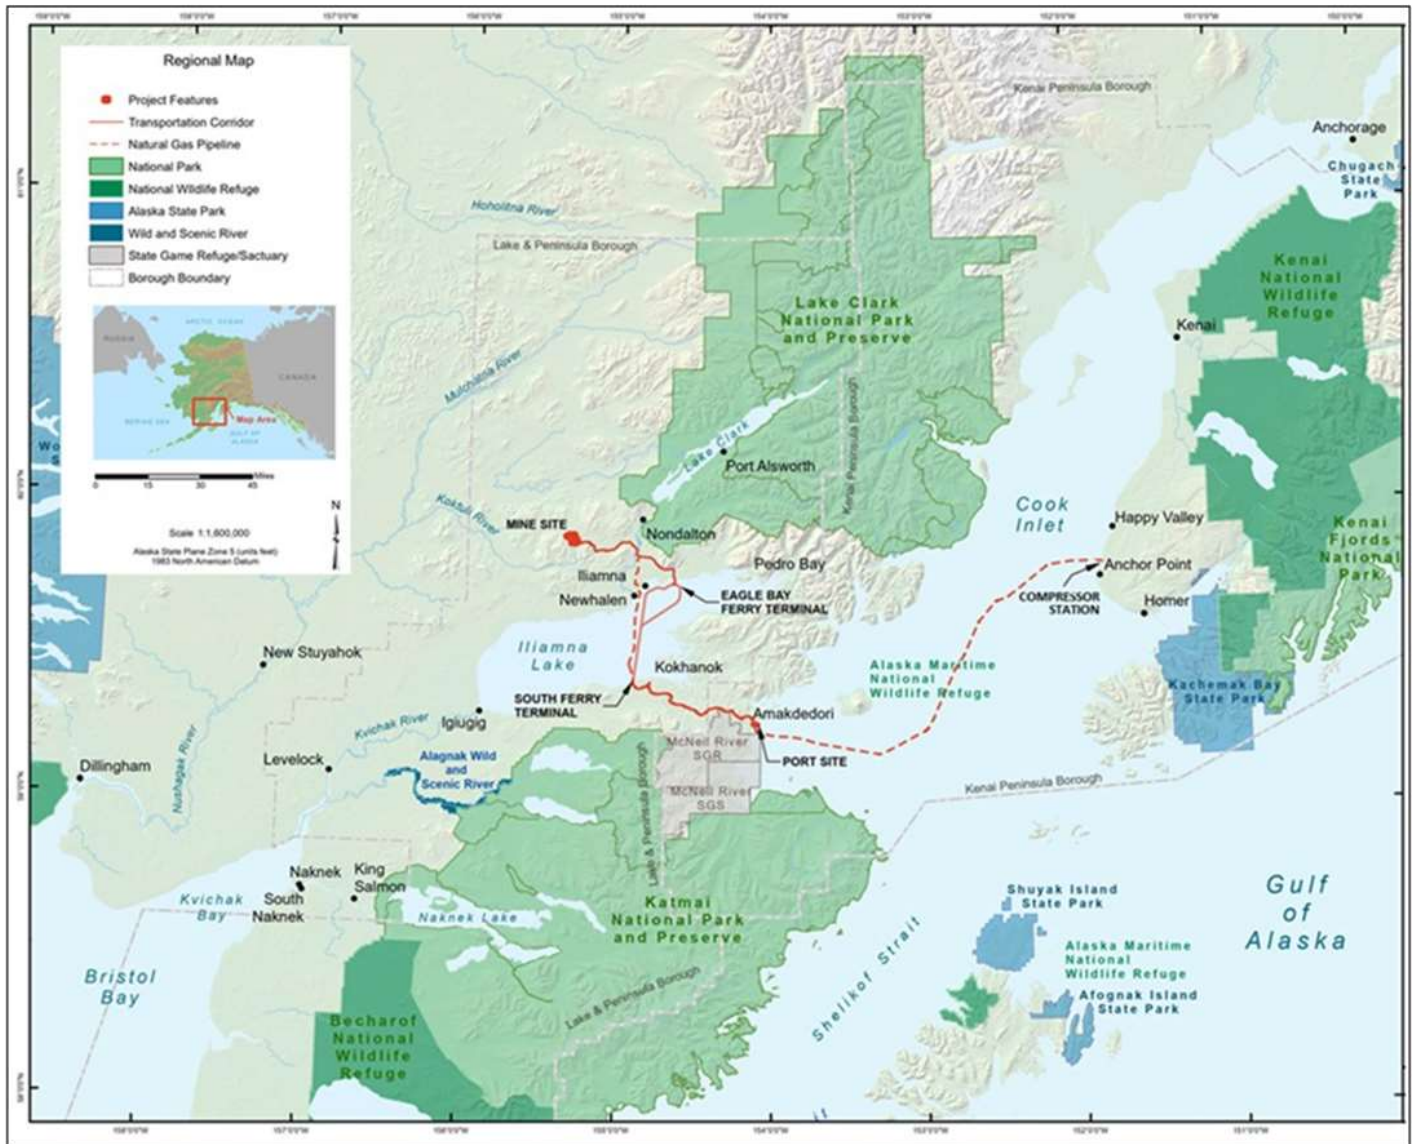 Regional Map
Project Features
Transportation Corridor
Natural Gas Pipeline
National Park
National Wildlife Refuge
Alaska State Park
Wild and Scenic River
State Game Refuge/Sactuary
Borough Boundary
ARCTIC OCEAN
RUSSIA
CANADA
BERING SEA
Map Area
GULF OF
ALASKA
Miles
0 15 30 45
N
Scale 1:1,600,000
Alaska State Plane Zone 5 (units feet)
1983 North American Datum
Kenai Peninsula Borough
Anchorage
Chugach
State
Park
Hoholitna River
Lake & Peninsula Borough
Kenai
National
Wildlife
Refuge
Lake Clark
National Park
and Preserve
Kenai
Mulchatna River
Kenai Peninsula Borough
Wo
S
Lake Clark
Port Alsworth
Koktuli River
MINE SITE
Nondalton
Cook
Inlet
Happy Valley
Kenai
Fjords
National
Park
Pedro Bay
Anchor Point
Iliamna
Newhalen
EAGLE BAY
FERRY TERMINAL
COMPRESSOR
STATION
Homer
New Stuyahok
Iliamna
Lake
Kokhanok
Alaska Maritime
National
Wildlife Refuge
Kachemak Bay
State Park
SOUTH FERRY
TERMINAL
Igiugig
Kvichak River
Amakdedori
McNeil River
SGR
PORT SITE
Levelock
Alagnak Wild
and
Scenic River
Dillingham
Nushagak River
Lake & Peninsula Borough
McNeil River
SGS
Kenai Peninsula Borough
Naknek
King
Salmon
South
Naknek
Kvichak
Bay
Naknek Lake
Katmai
National Park
and Preserve
Shuyak Island
State Park
Gulf
of
Alaska
Shelikof Strait
Alaska Maritime
National
Wildlife Refuge
Bristol
Bay
Lake & Peninsula Borough
Afognak Island
State Park
Becharof
National
Wildlife
Refuge